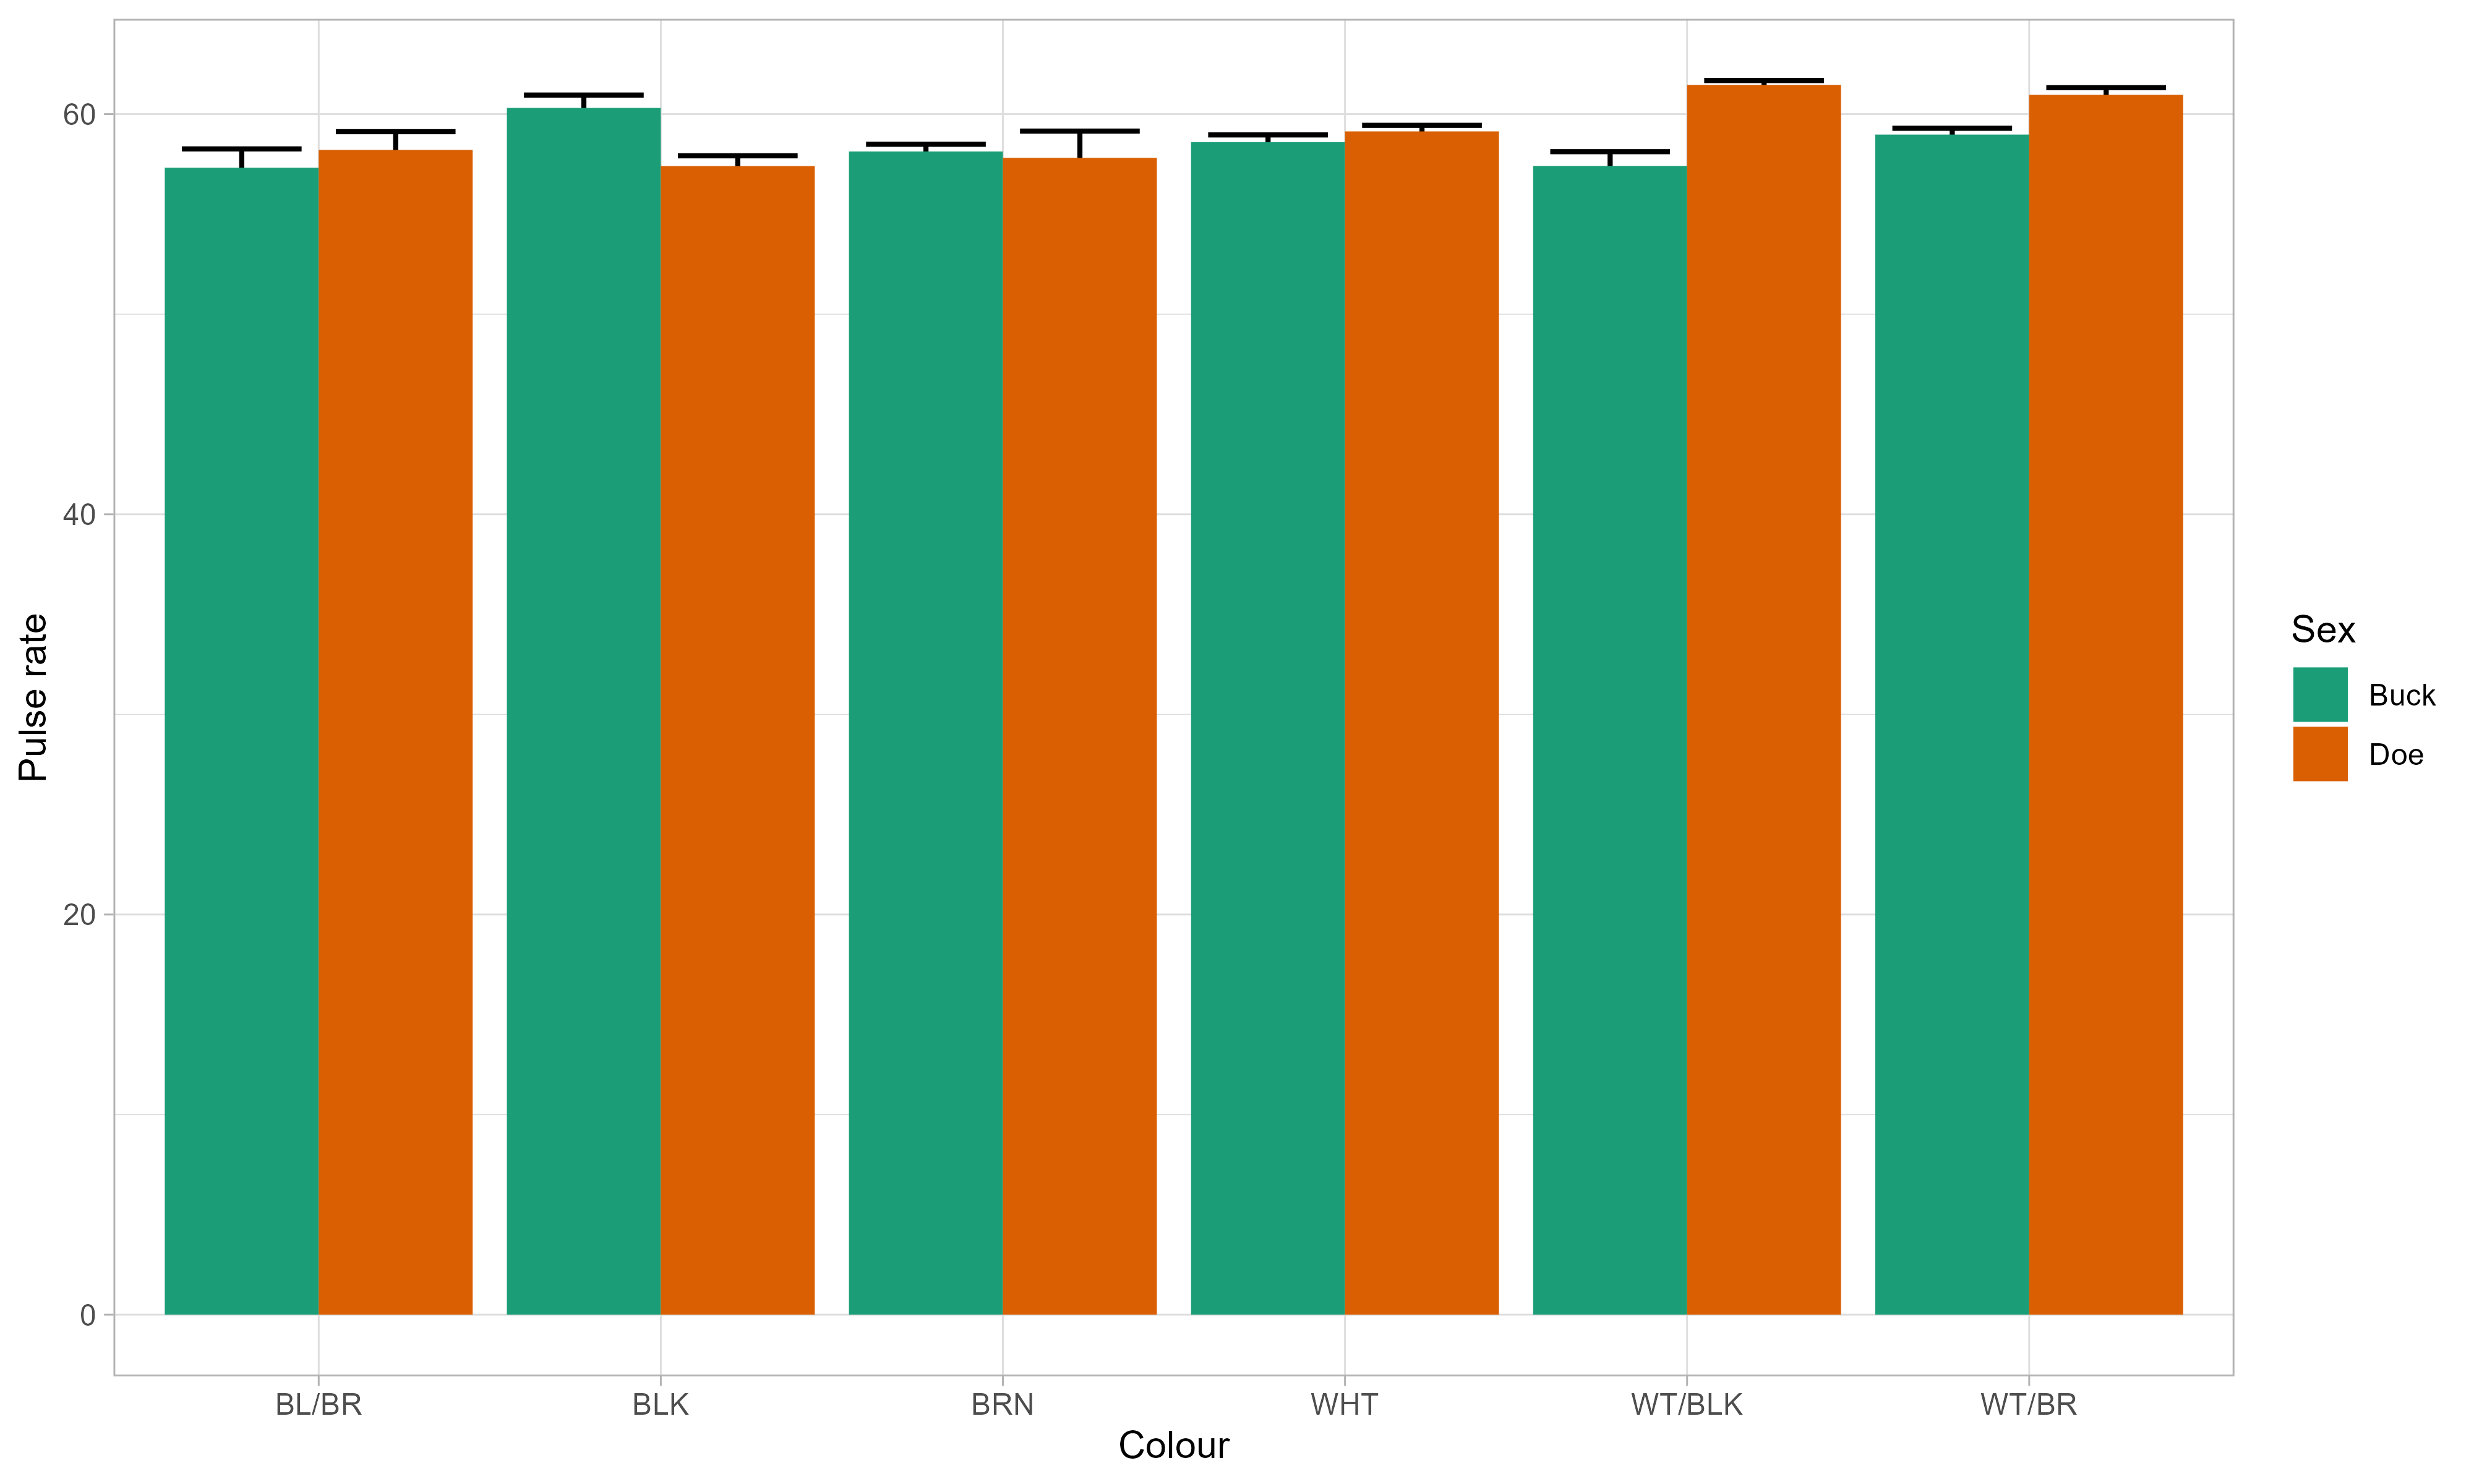 Pulse rate
60
40
20
0
BL/BR
BLK
BRN
WHT
WT/BLK
WT/BR
Colour
Sex
Buck
Doe